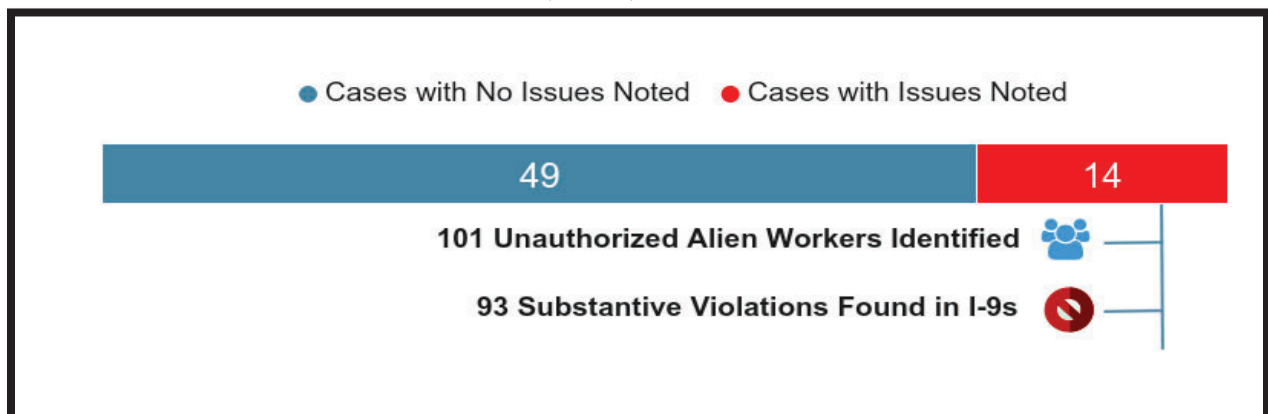 Cases with No Issues Noted Cases with Issues Noted
49 14
101 Unauthorized Alien Workers Identified
93 Substantive Violations Found in I-9s